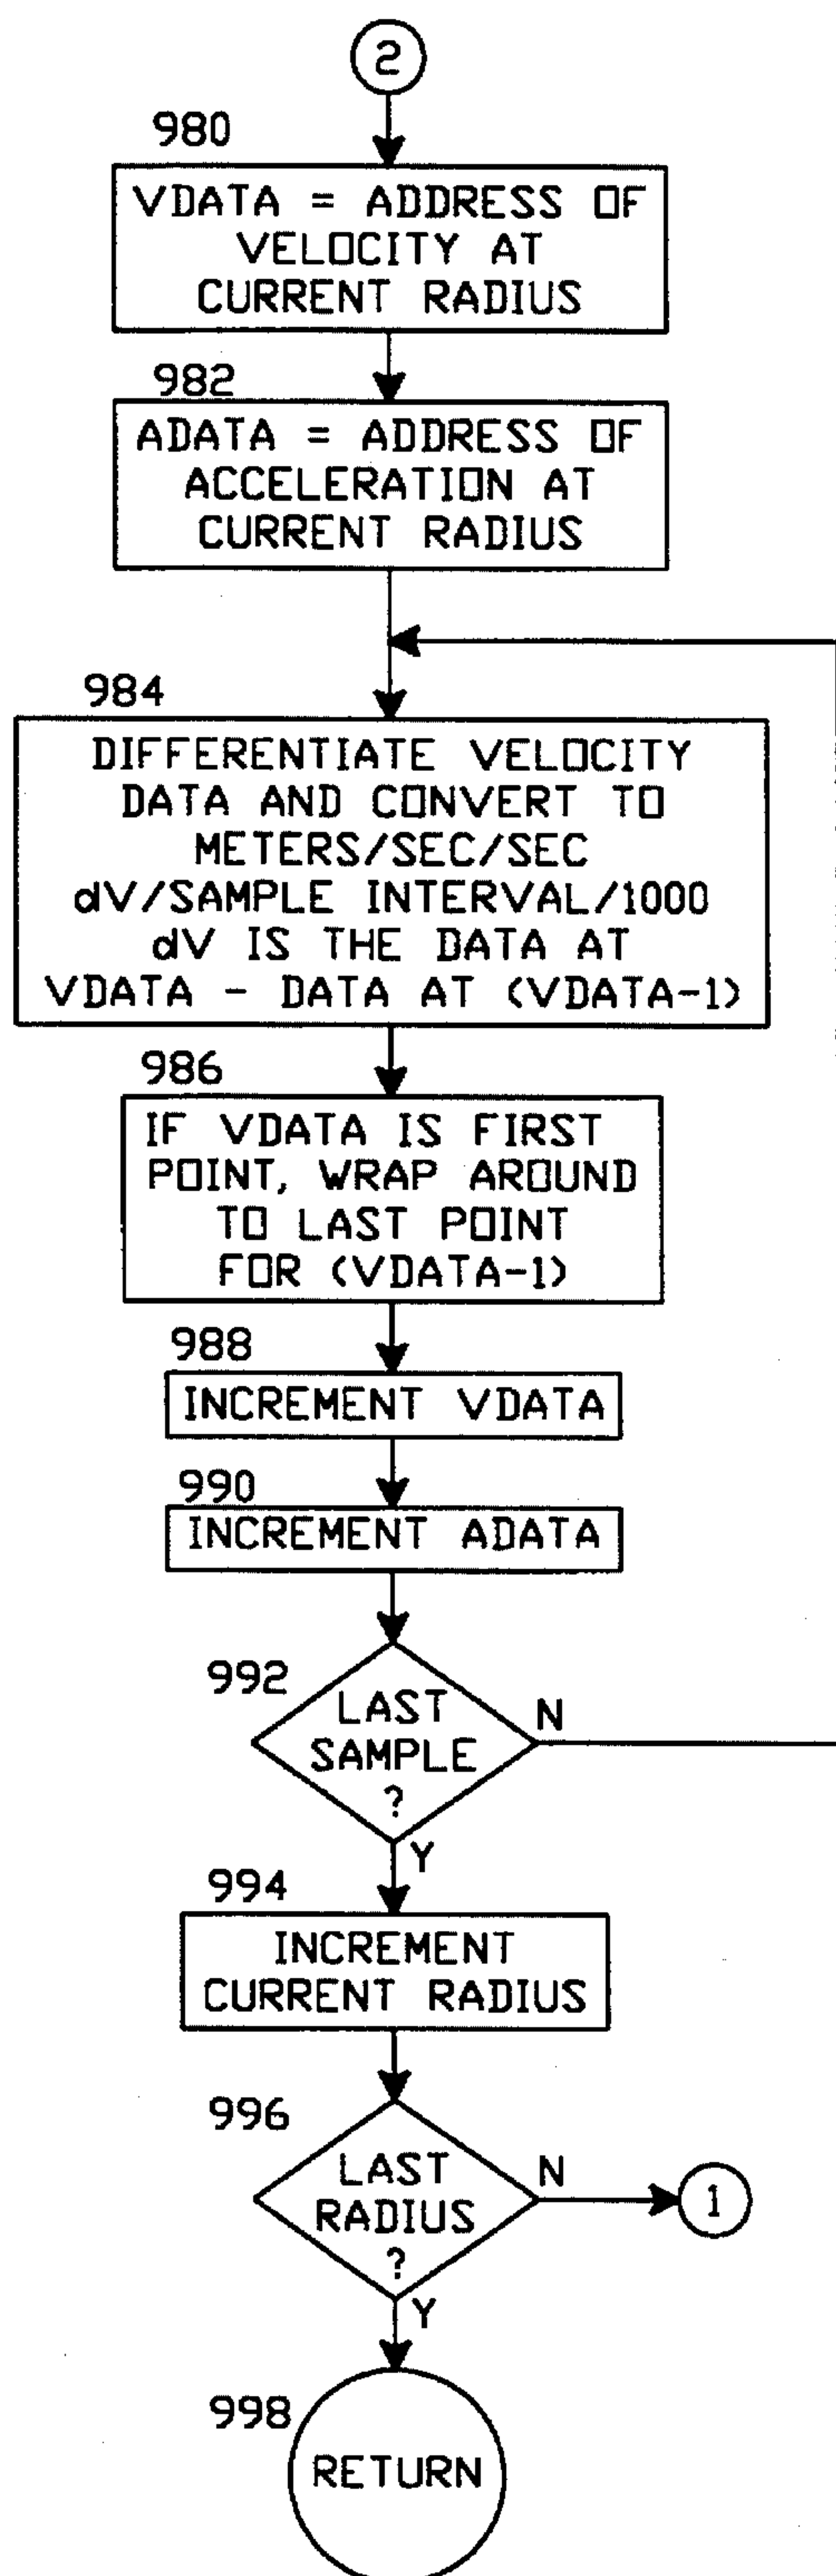 2
980
VDATA = ADDRESS OF
VELOCITY AT
CURRENT RADIUS
982
ADATA = ADDRESS OF
ACCELERATION AT
CURRENT RADIUS
984
DIFFERENTIATE VELOCITY
DATA AND CONVERT TO
METERS/SEC/SEC
dV/SAMPLE INTERVAL/1000
dV IS THE DATA AT
VDATA - DATA AT (VDATA-1)
986
IF VDATA IS FIRST
POINT, WRAP AROUND
TO LAST POINT
FOR (VDATA-1)
988
INCREMENT VDATA
990
INCREMENT ADATA
992
LAST
SAMPLE
?
N
Y
994
INCREMENT
CURRENT RADIUS
996
LAST
RADIUS
?
N
1
Y
998
RETURN